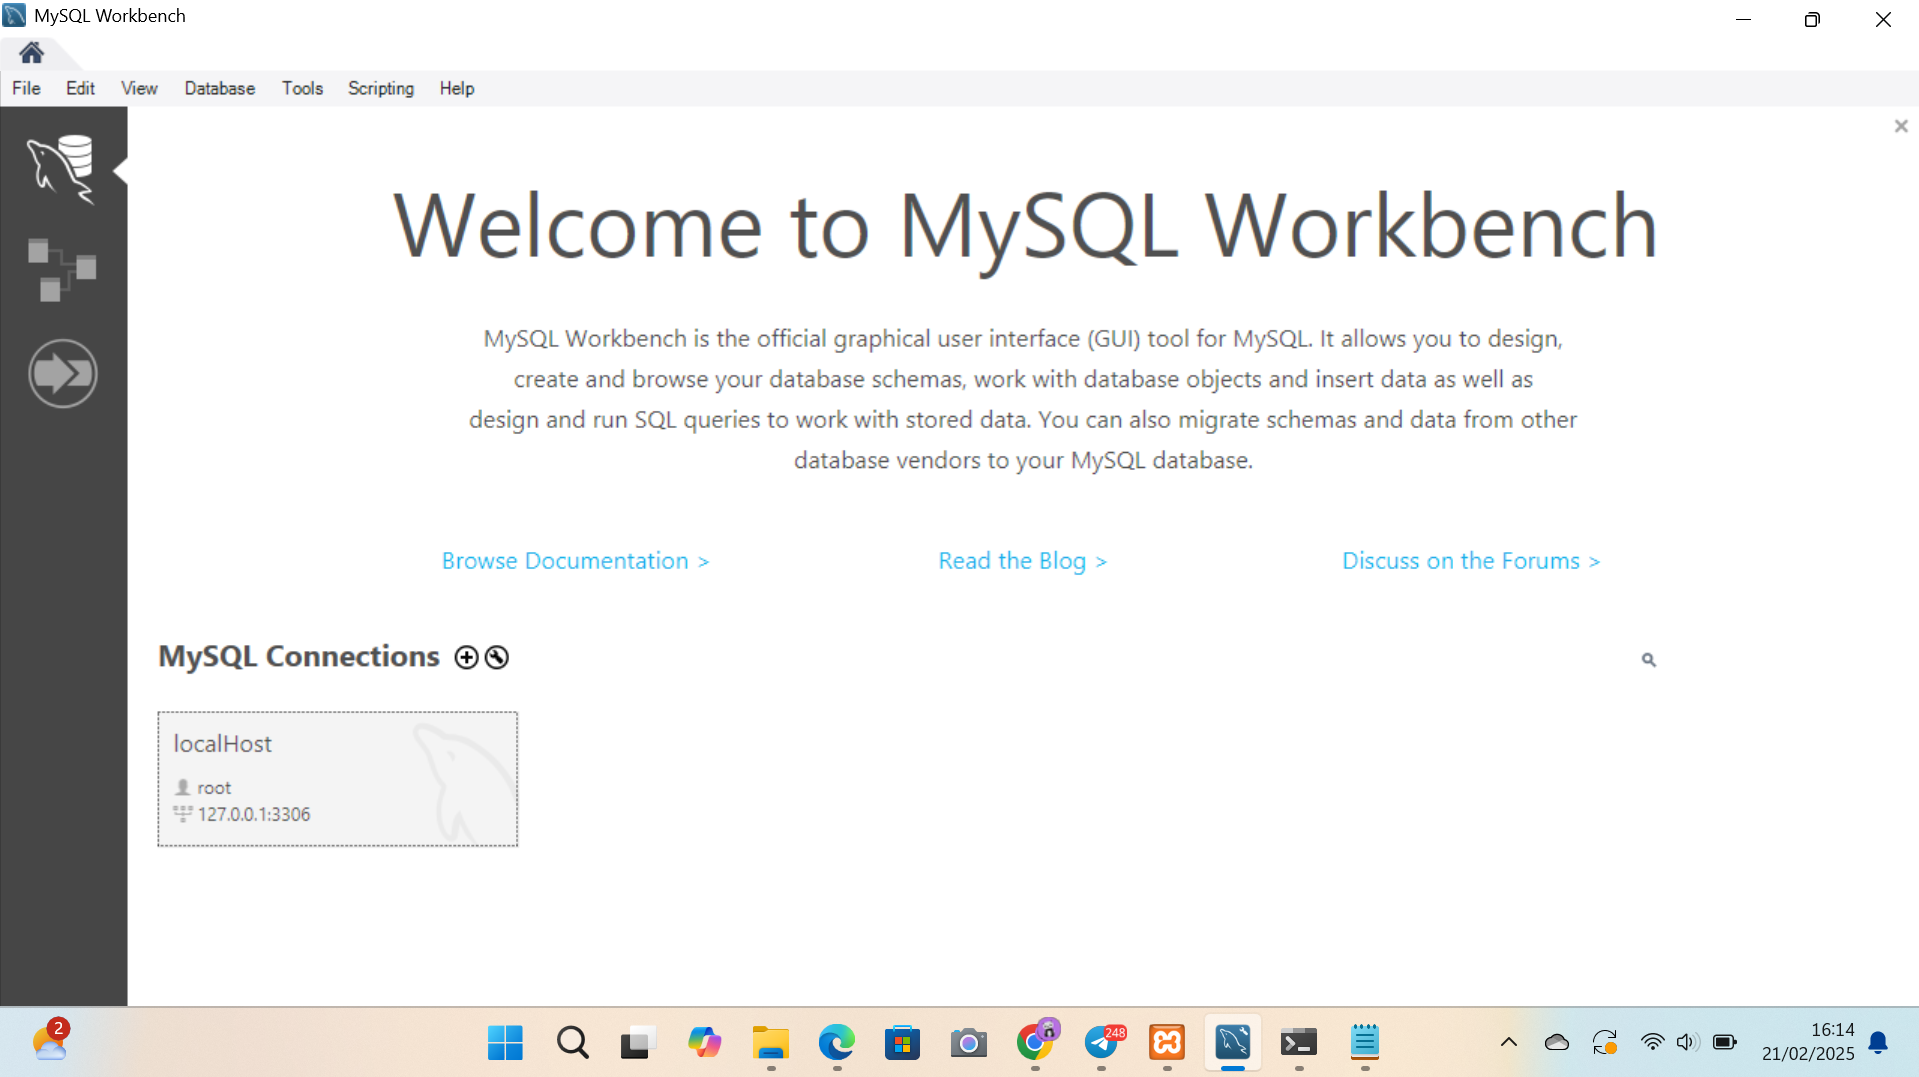 MySQL Workbench
File Edit View Database Tools Scripting Help
Welcome to MySQL Workbench
MySQL Workbench is the official graphical user interface (GUI) tool for MySQL. It allows you to design,
create and browse your database schemas, work with database objects and insert data as well as
design and run SQL queries to work with stored data. You can also migrate schemas and data from other
database vendors to your MySQL database.
Browse Documentation > Read the Blog > Discuss on the Forums >
MySQL Connections
localHost
root
127.0.0.1:3306
2
248
16:14
21/02/2025